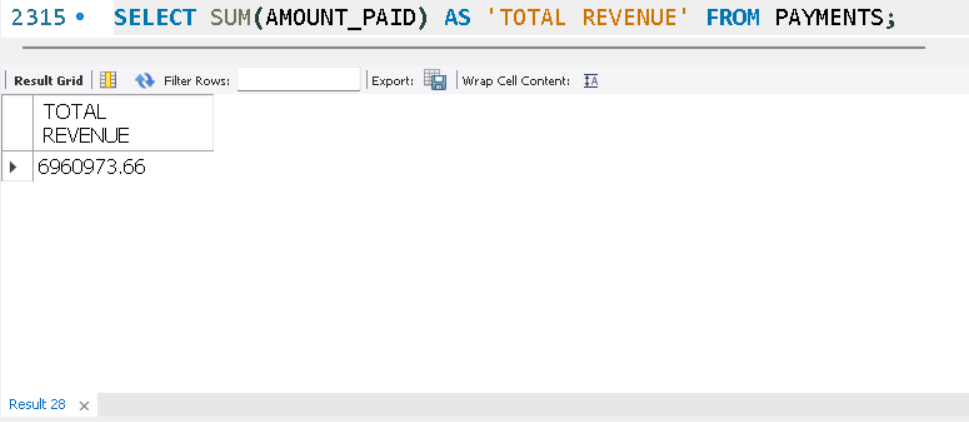 2315 • SELECT SUM(AMOUNT_PAID) AS 'TOTAL REVENUE' FROM PAYMENTS;
Result Grid Filter Rows: Export: Wrap Cell Content: IA
TOTAL
REVENUE
6960973.66
Result 28 ×